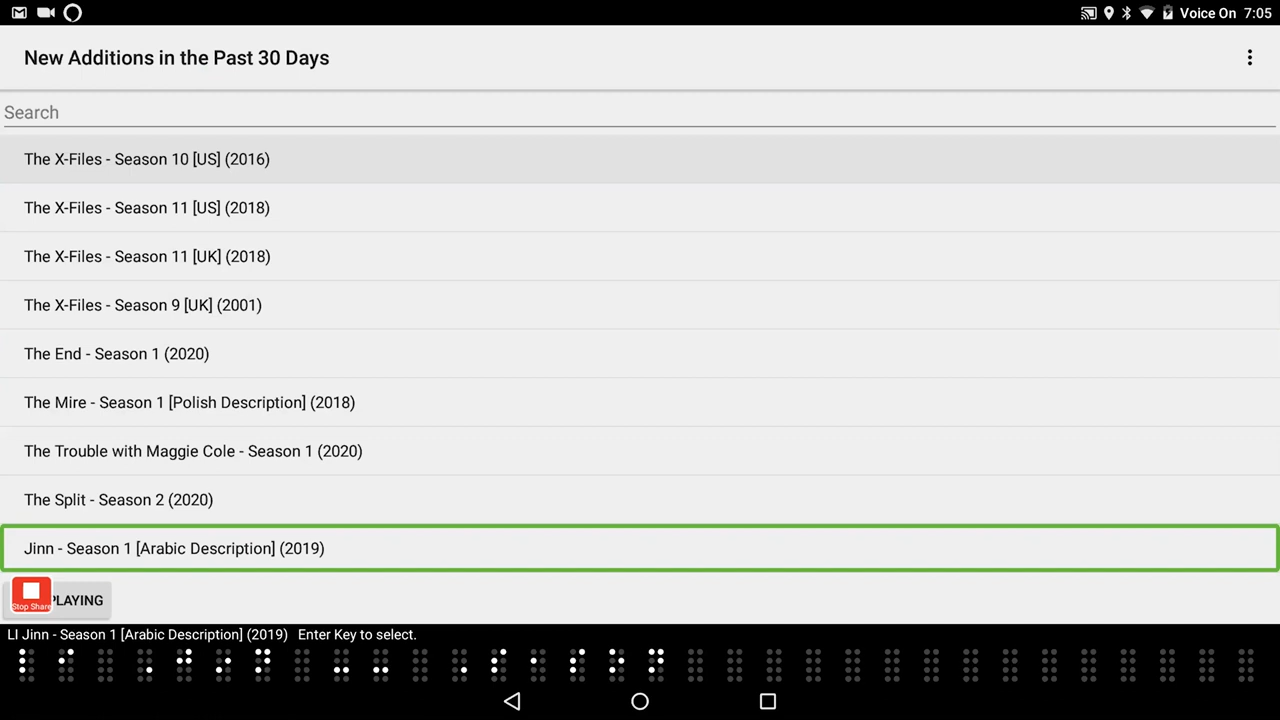 Voice On 7:05
New Additions in the Past 30 Days
Search
The X-Files - Season 10 [US] (2016)
The X-Files - Season 11 [US] (2018)
The X-Files - Season 11 [UK] (2018)
The X-Files - Season 9 [UK] (2001)
The End - Season 1 (2020)
The Mire - Season 1 [Polish Description] (2018)
The Trouble with Maggie Cole - Season 1 (2020)
The Split - Season 2 (2020)
Jinn - Season 1 [Arabic Description] (2019)
Stop Share
PLAYING
LI Jinn - Season 1 [Arabic Description] (2019) Enter Key to select.